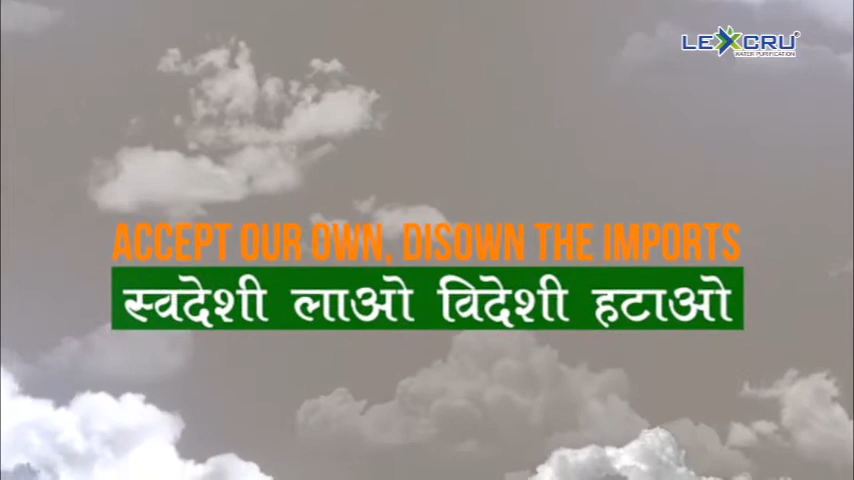 LEXCRU®
WATER PURIFICATION
ACCEPT OUR OWN, DISOWN THE IMPORTS
स्वदेशी लाओ विदेशी हटाओ